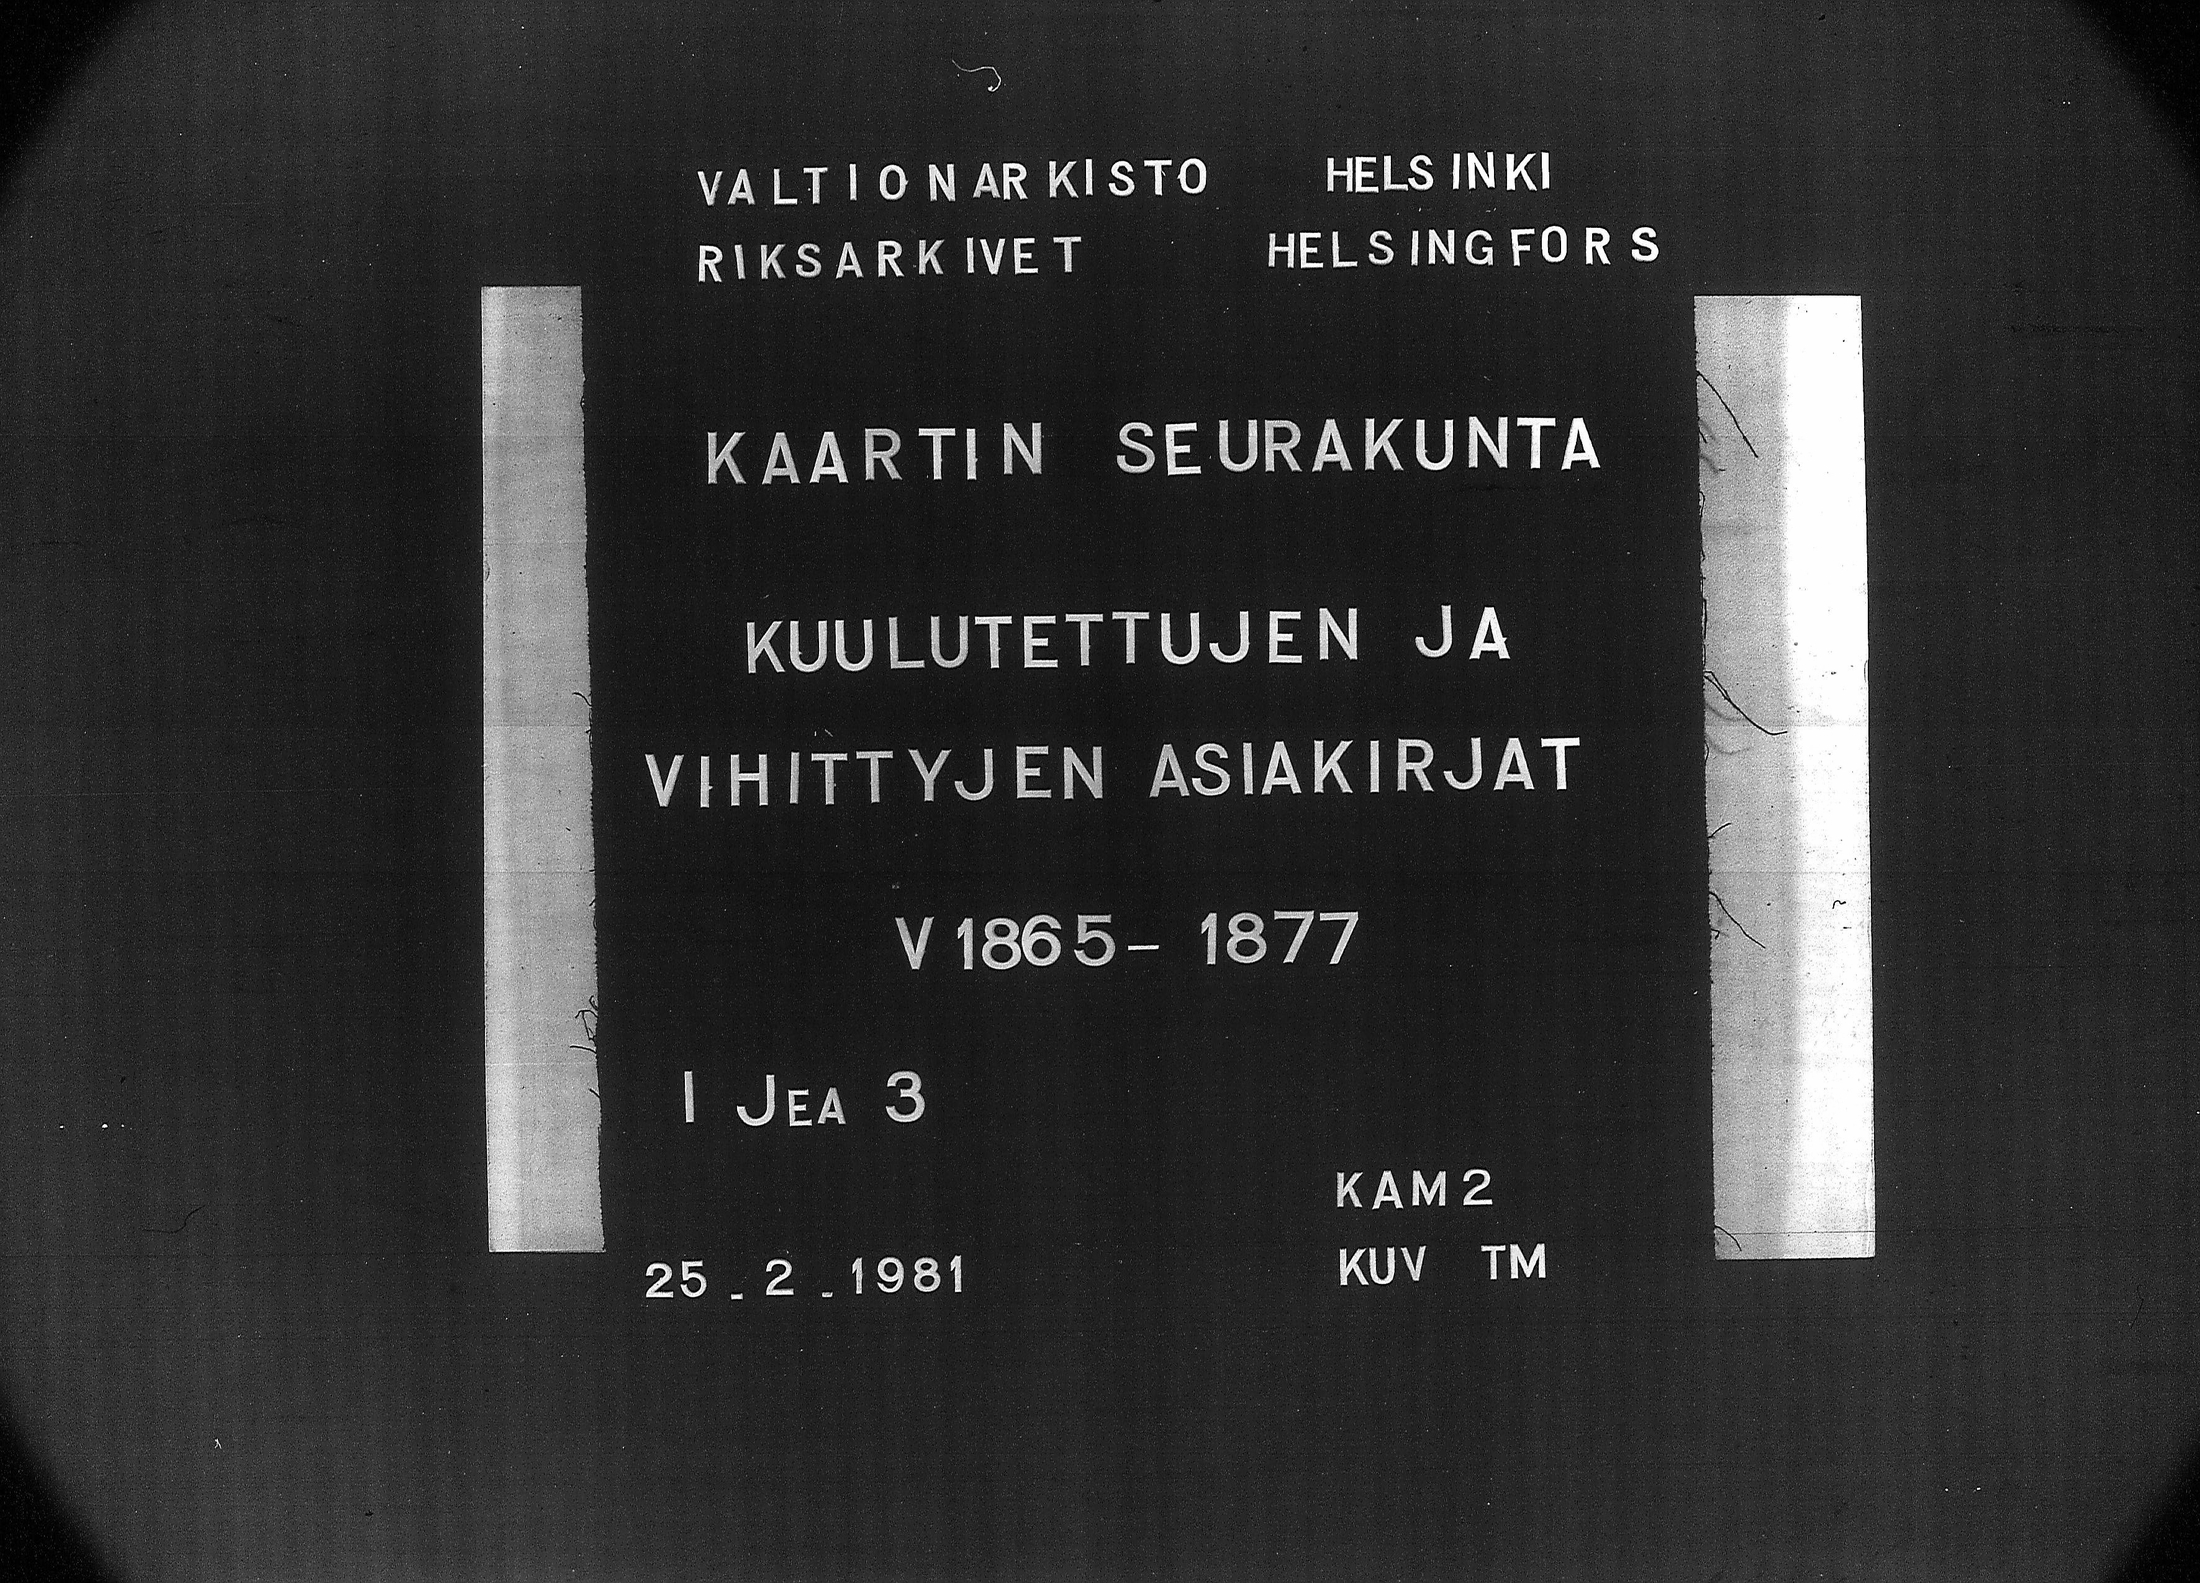 VALTIONARKISTO HELSINKI
RIKSARKIVET HELSINGFORS
KAARTIN SEURAKUNTA
KUULUTETTUJEN JA
VIHITTYJEN ASIAKIRJAT
V 1865 - 1877
I JEA 3
KAM 2
25.2.1981 KUV TM